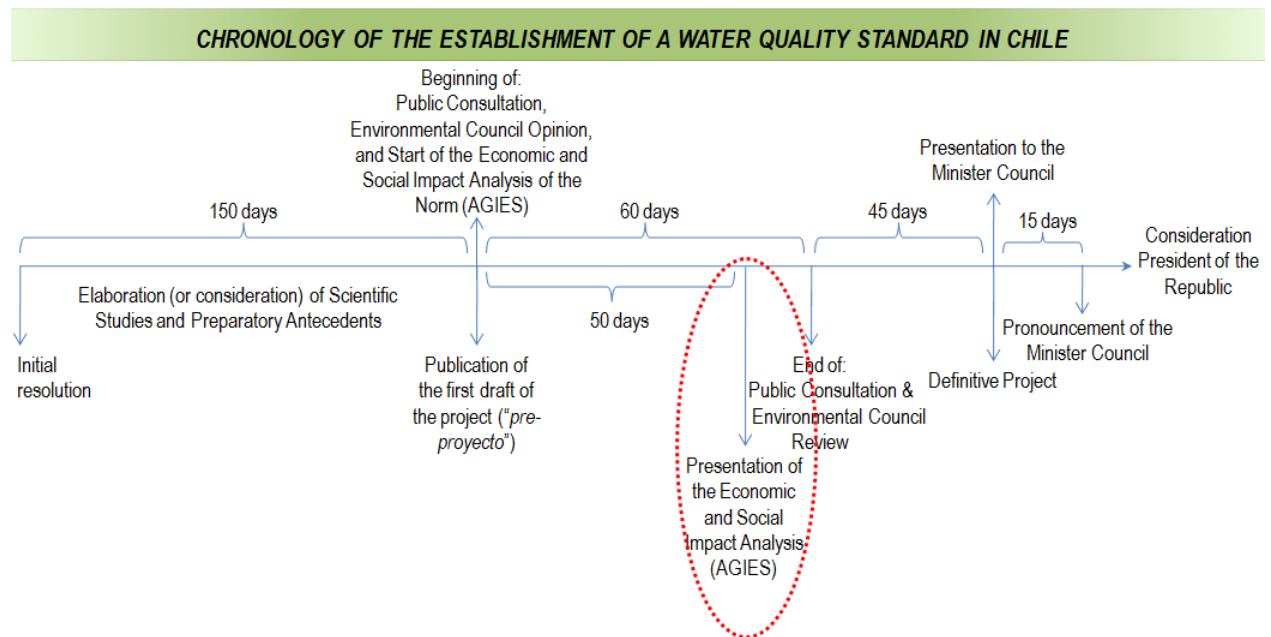 CHRONOLOGY OF THE ESTABLISHMENT OF A WATER QUALITY STANDARD IN CHILE
Beginning of:
Public Consultation,
Environmental Council Opinion,
and Start of the Economic and
Social Impact Analysis of the
Norm (AGIES)
Presentation to the
Minister Council
150 days
60 days
45 days
15 days
Consideration
President of the
Republic
Elaboration (or consideration) of Scientific
Studies and Preparatory Antecedents
50 days
Initial
resolution
Publication of
the first draft of
the project (“pre-
proyecto”)
End of:
Public Consultation &
Environmental Council
Review
Definitive Project
Pronouncement of the
Minister Council
Presentation of
the Economic
and Social
Impact Analysis
(AGIES)